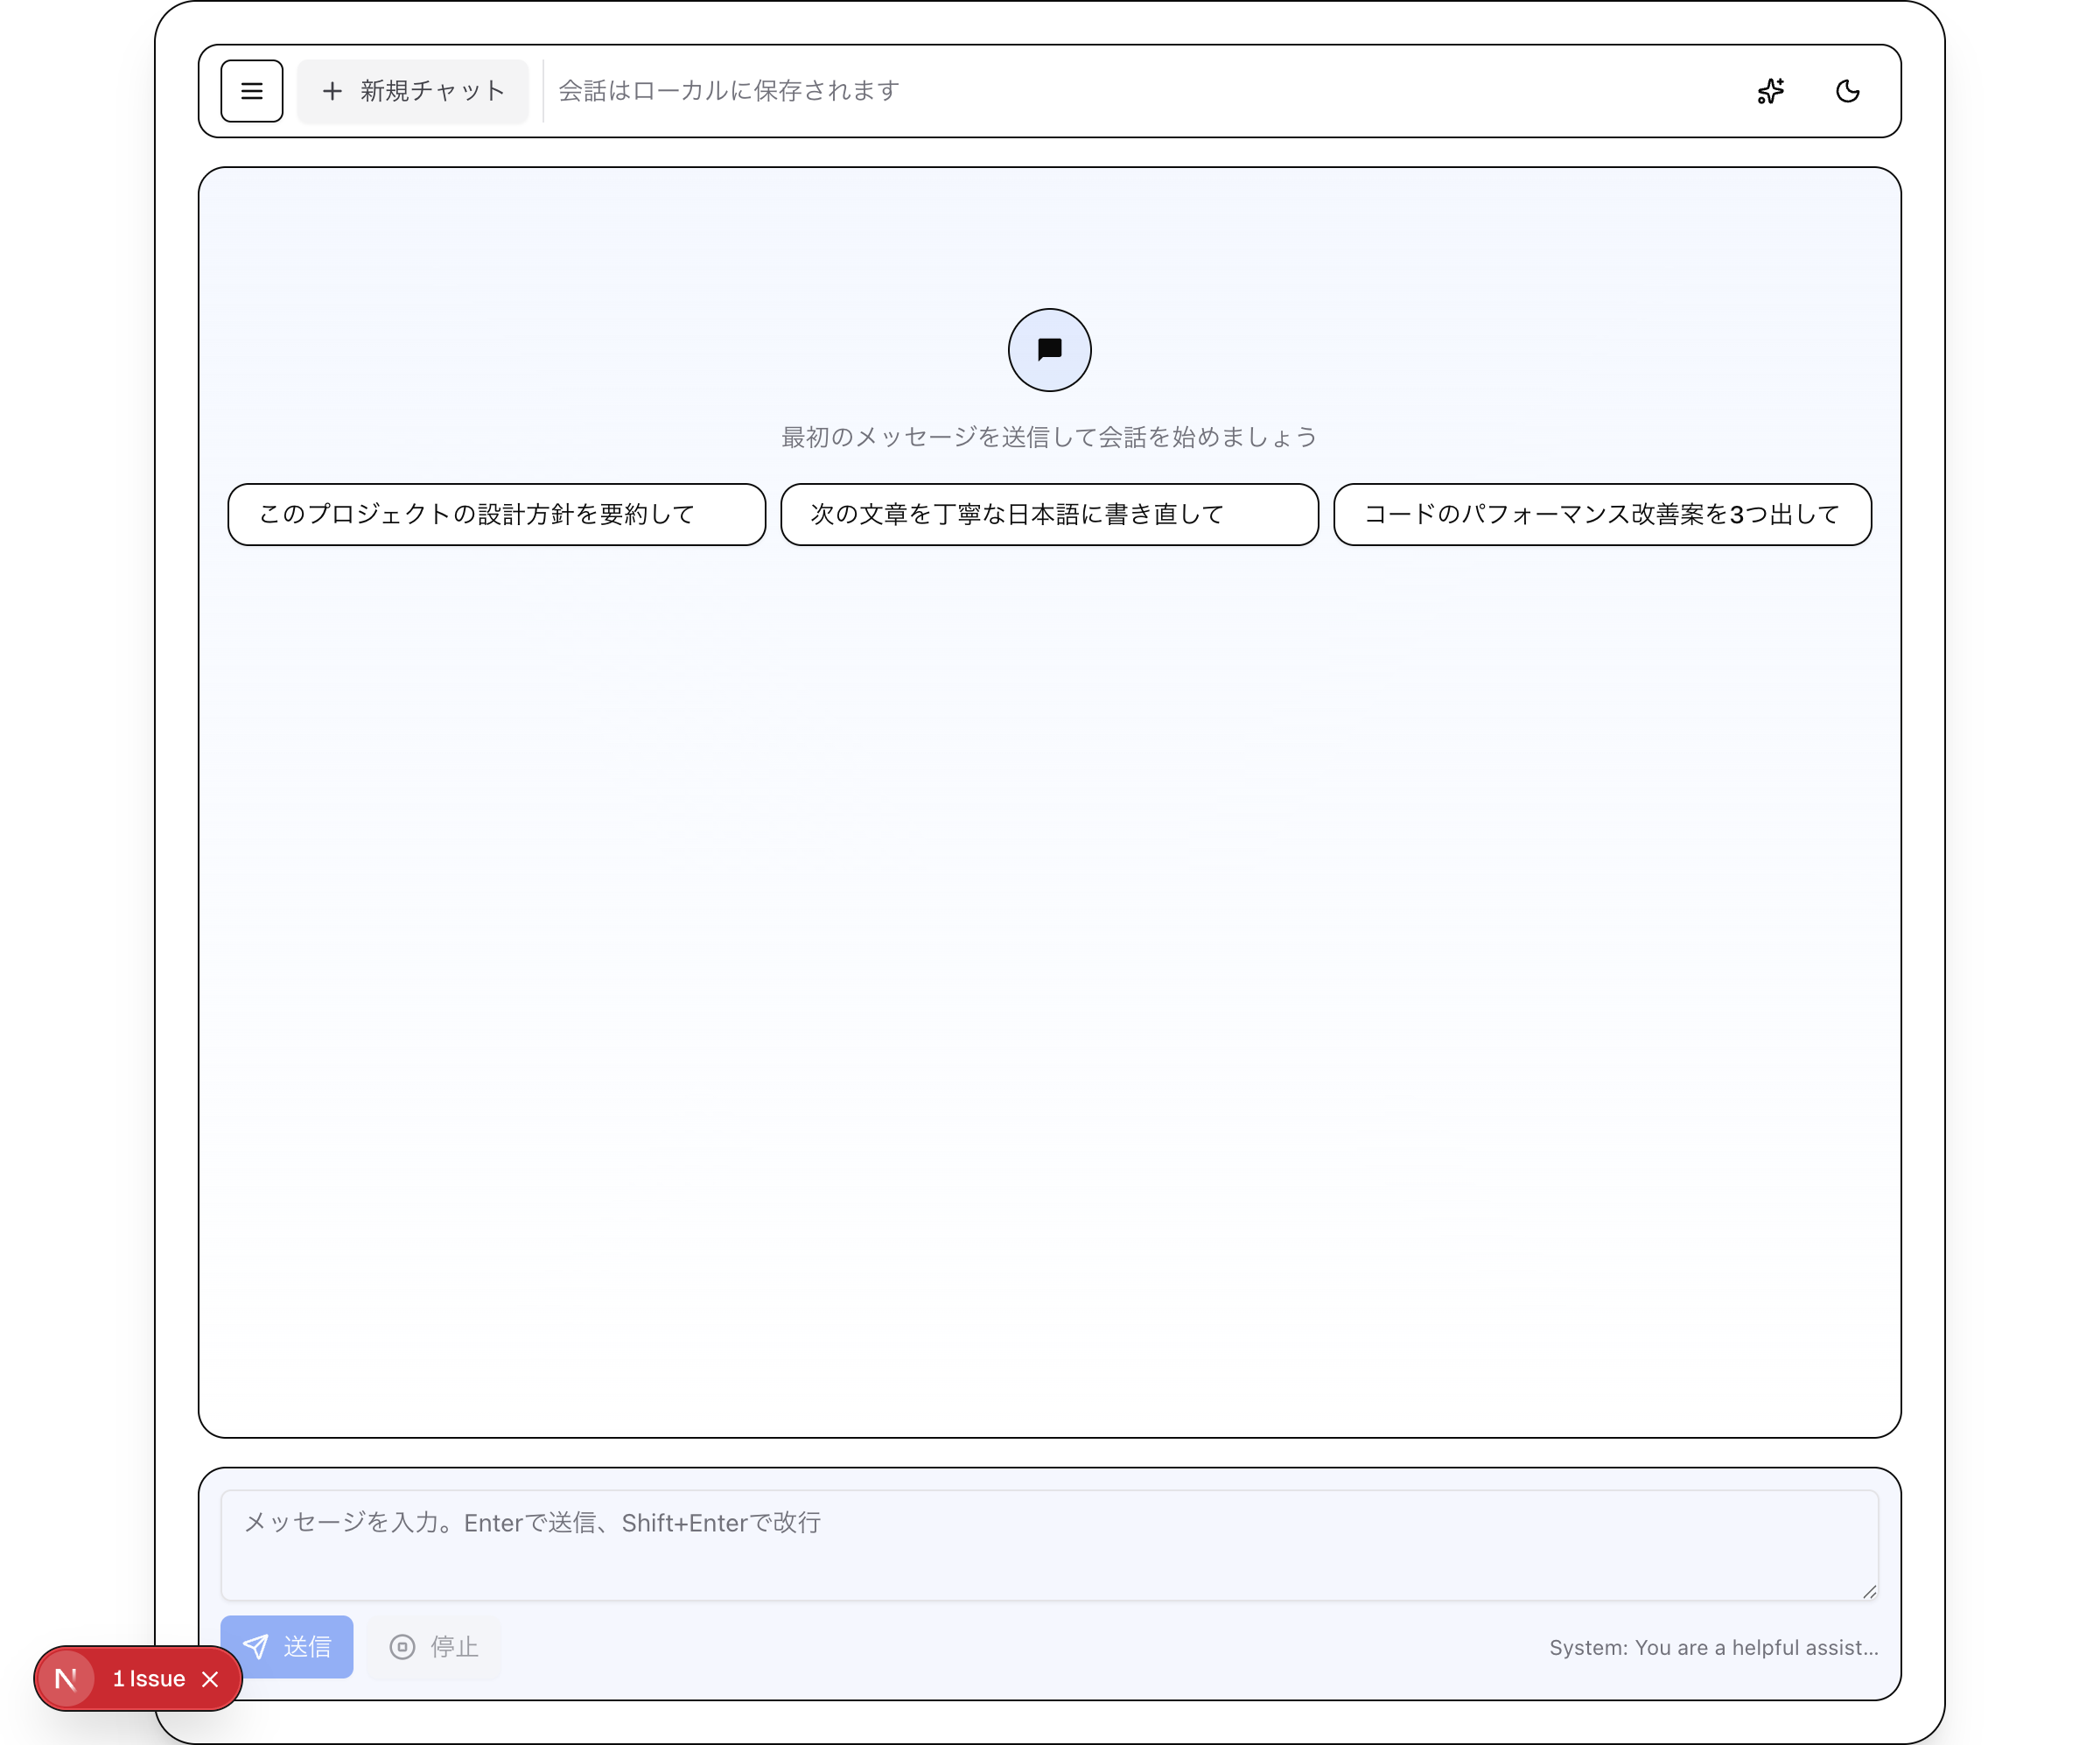 新規チャット
会話はローカルに保存されます
最初のメッセージを送信して会話を始めましょう
このプロジェクトの設計方針を要約して
次の文章を丁寧な日本語に書き直して
コードのパフォーマンス改善案を3つ出して
メッセージを入力。Enterで送信、Shift+Enterで改行
送信
停止
System: You are a helpful assist...
N
1 Issue